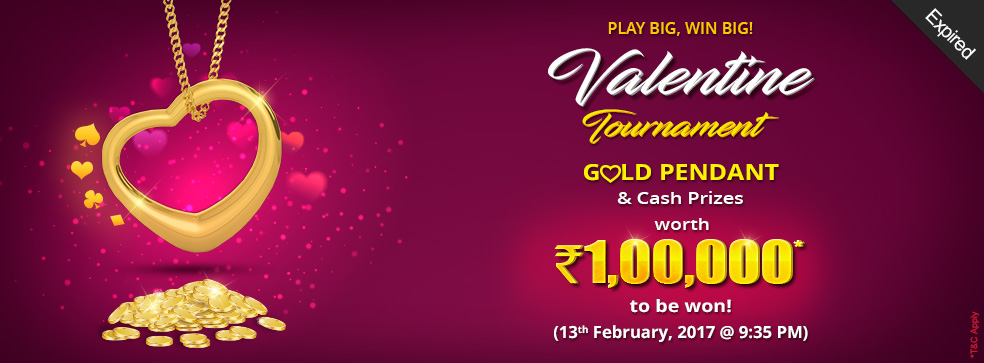 PLAY BIG, WIN BIG!
Expired
Valentine
Tournament
GOLD PENDANT
& Cash Prizes
worth
₹1,00,000*
to be won!
(13th February, 2017 @ 9:35 PM)
*T&C Apply